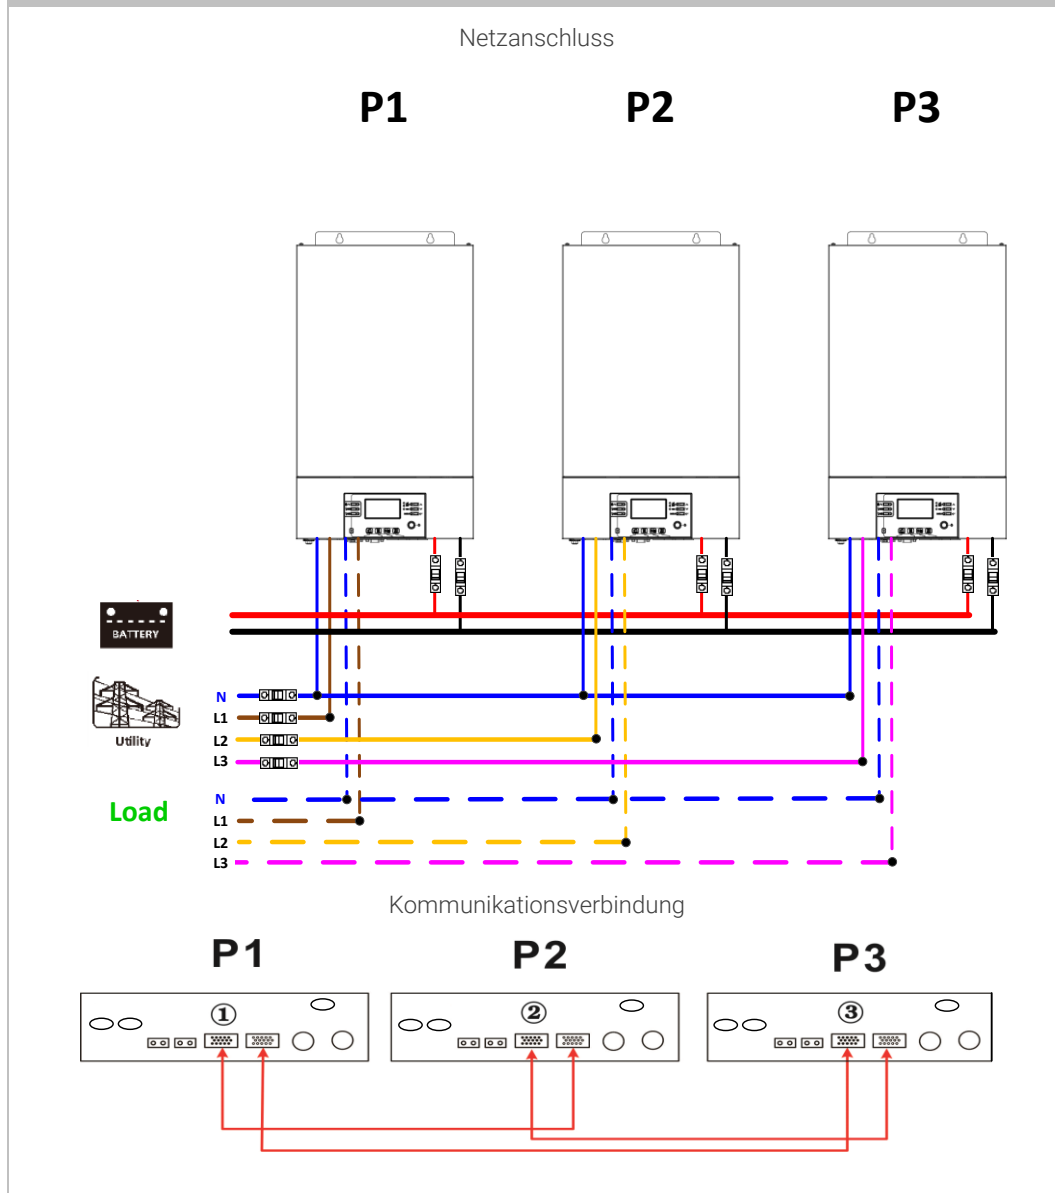 Netzanschluss
P1 P2 P3
BATTERY
Utility
N
L1
L2
L3
Load
N
L1
L2
L3
Kommunikationsverbindung
P1 P2 P3
① ② ③